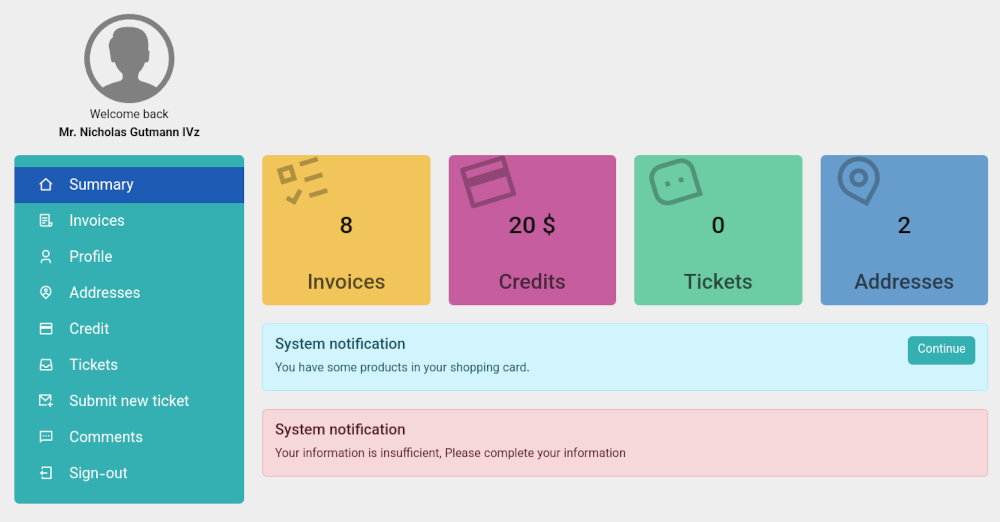 Welcome back
Mr. Nicholas Gutmann IVz
Summary
Invoices
Profile
Addresses
Credit
Tickets
Submit new ticket
Comments
Sign-out
8
Invoices
20 $
Credits
0
Tickets
2
Addresses
System notification
You have some products in your shopping card.
Continue
System notification
Your information is insufficient, Please complete your information